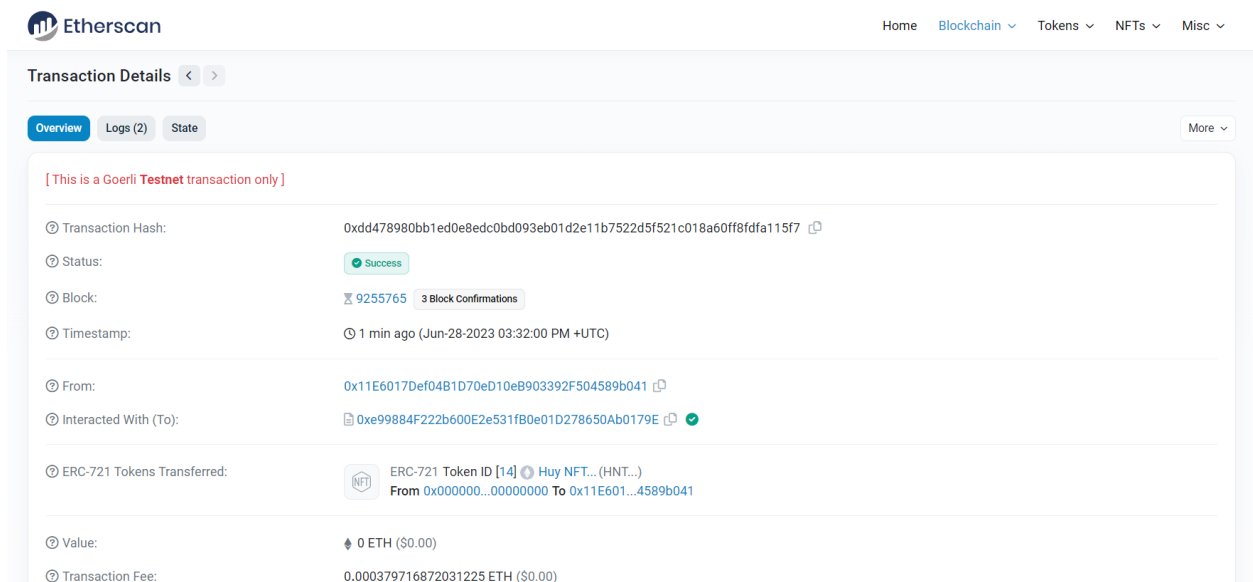 Etherscan
Home Blockchain Tokens NFTs Misc
Transaction Details
Overview Logs (2) State More
[ This is a Goerli Testnet transaction only ]
Transaction Hash: 0xdd478980bb1ed0e8edc0bd093eb01d2e11b7522d5f521c018a60ff8fdfa115f7
Status: Success
Block: 9255765 3 Block Confirmations
Timestamp: 1 min ago (Jun-28-2023 03:32:00 PM +UTC)
From: 0x11E6017Def04B1D70eD10eB903392F504589b041
Interacted With (To): 0xe99884F222b600E2e531fB0e01D278650Ab0179E
ERC-721 Tokens Transferred: NFT ERC-721 Token ID [14] Huy NFT... (HNT...)
From 0x000000...00000000 To 0x11E601...4589b041
Value: 0 ETH ($0.00)
Transaction Fee: 0.000379716872031225 ETH ($0.00)